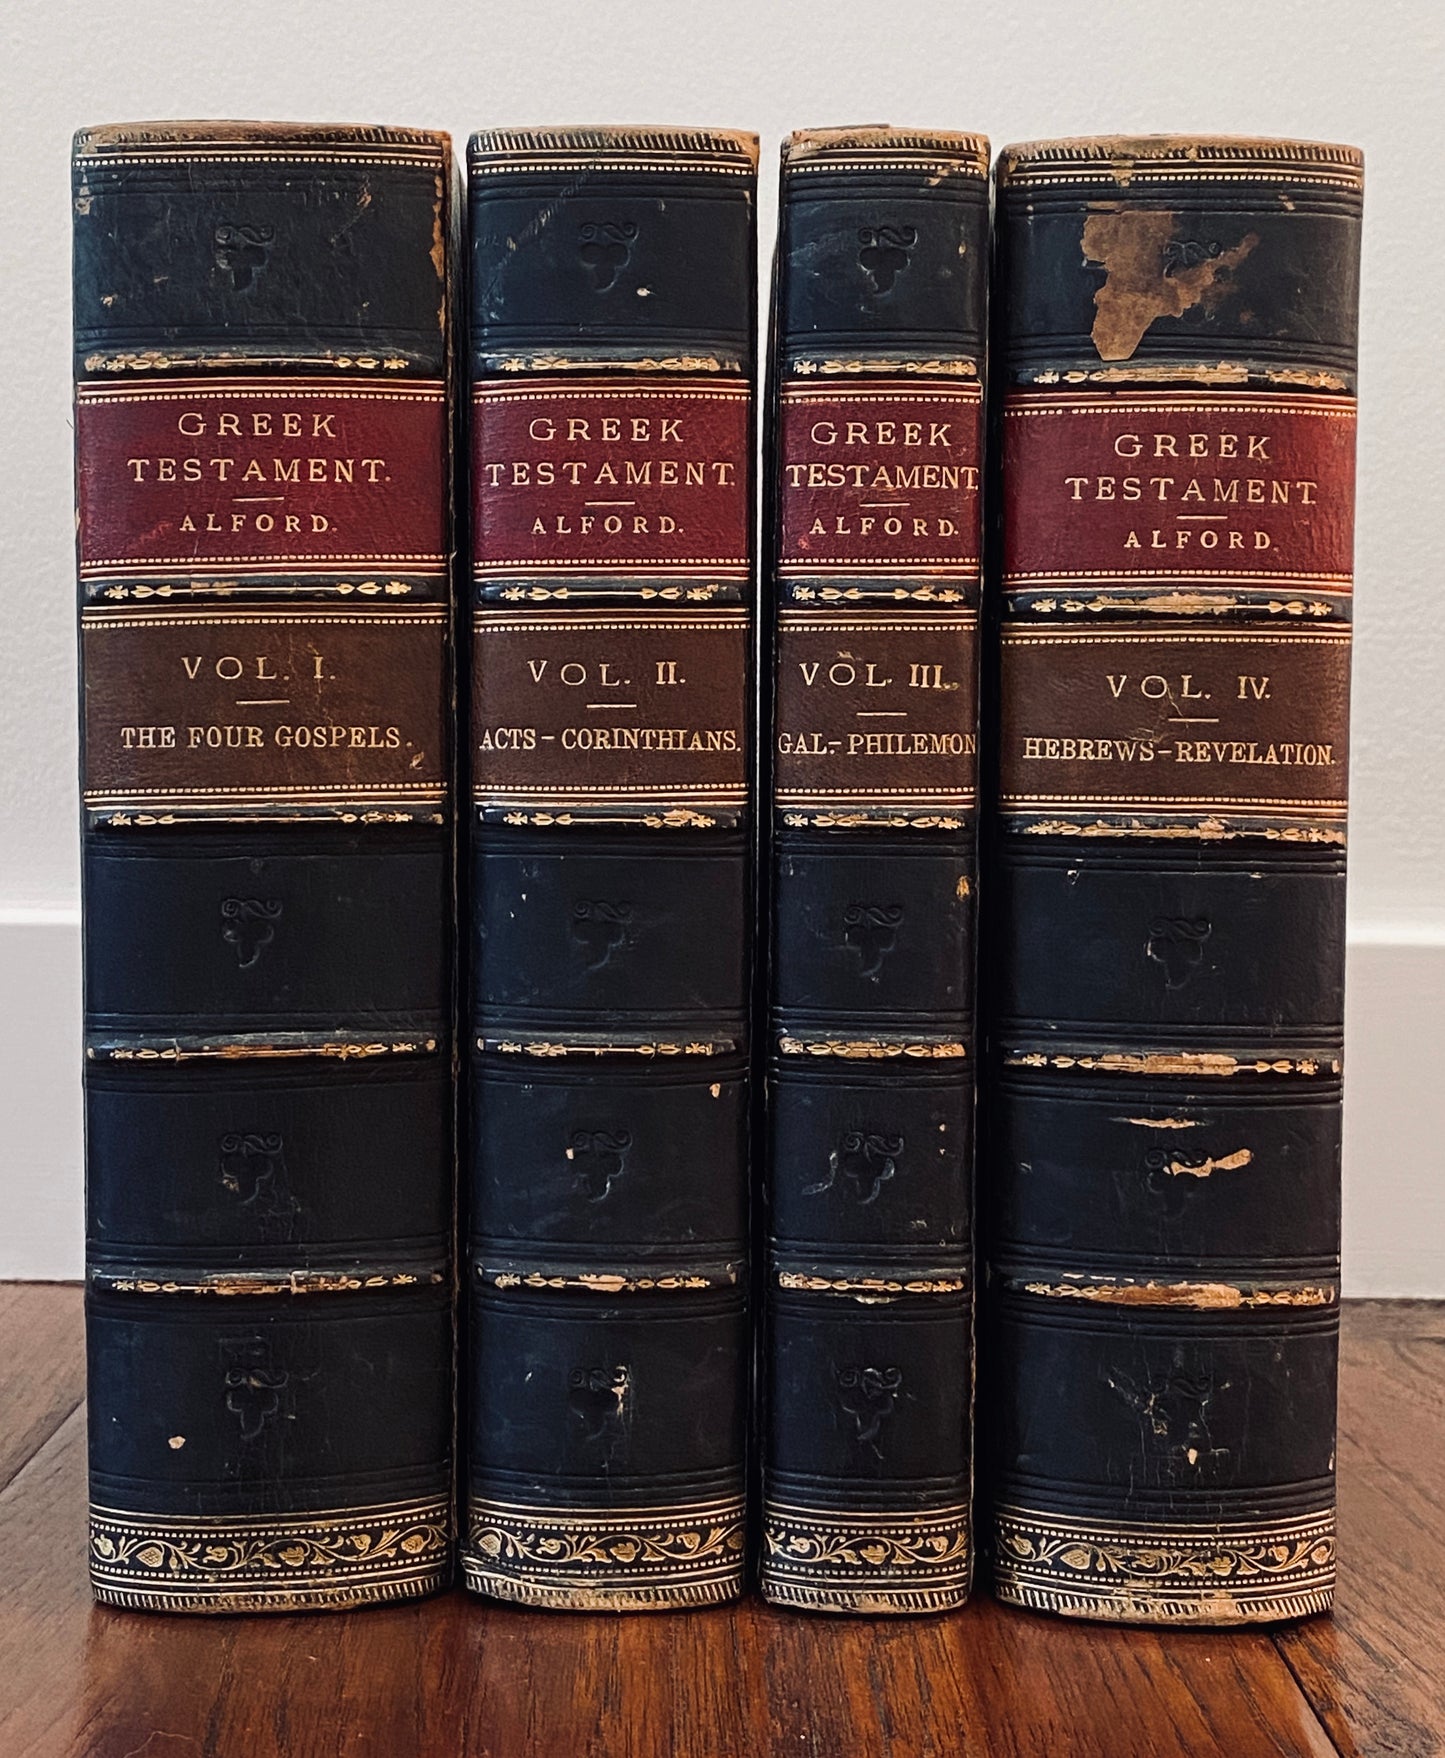 GREEK
TESTAMENT.
ALFORD.
VOL. I.
THE FOUR GOSPELS.
GREEK
TESTAMENT.
ALFORD.
VOL. II.
ACTS – CORINTHIANS.
GREEK
TESTAMENT.
ALFORD.
VOL. III.
GAL.– PHILEMON
GREEK
TESTAMENT.
ALFORD.
VOL. IV.
HEBREWS – REVELATION.